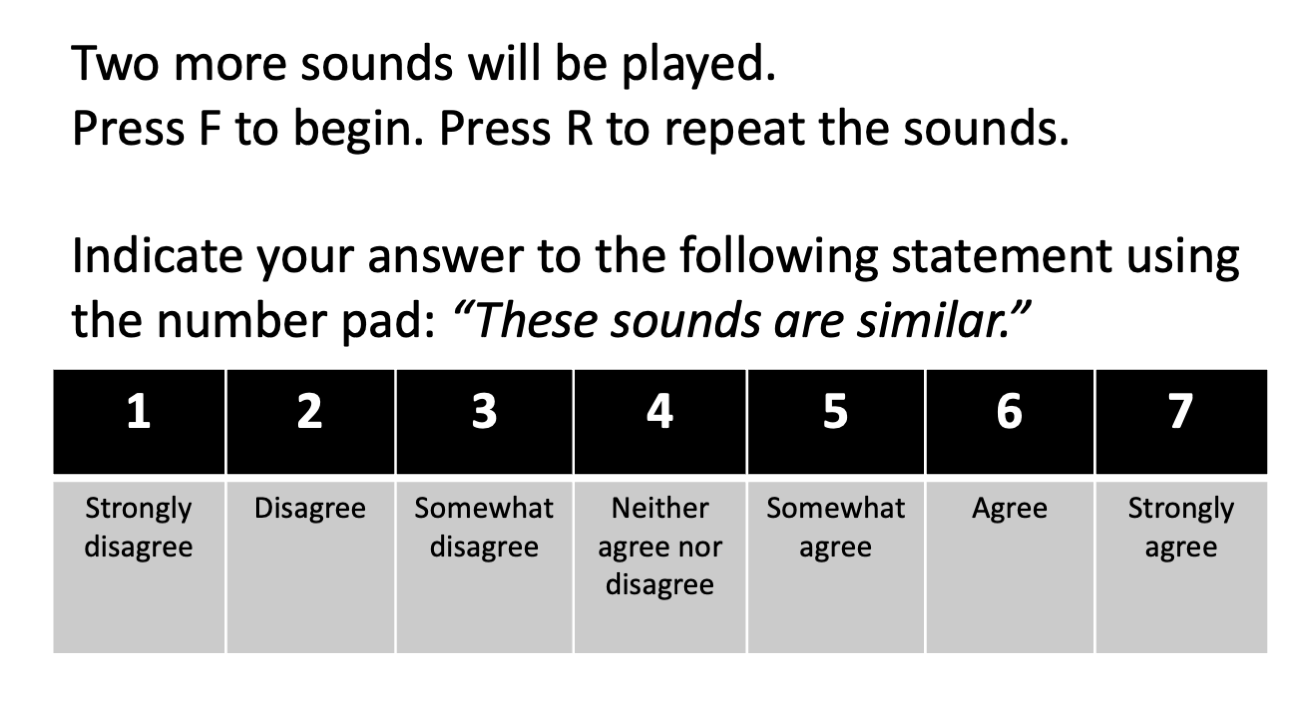 Two more sounds will be played.
Press F to begin. Press R to repeat the sounds.
Indicate your answer to the following statement using
the number pad: “These sounds are similar.”
1 2 3 4 5 6 7
Strongly Disagree Somewhat Neither Somewhat Agree Strongly
disagree disagree agree nor agree agree
disagree